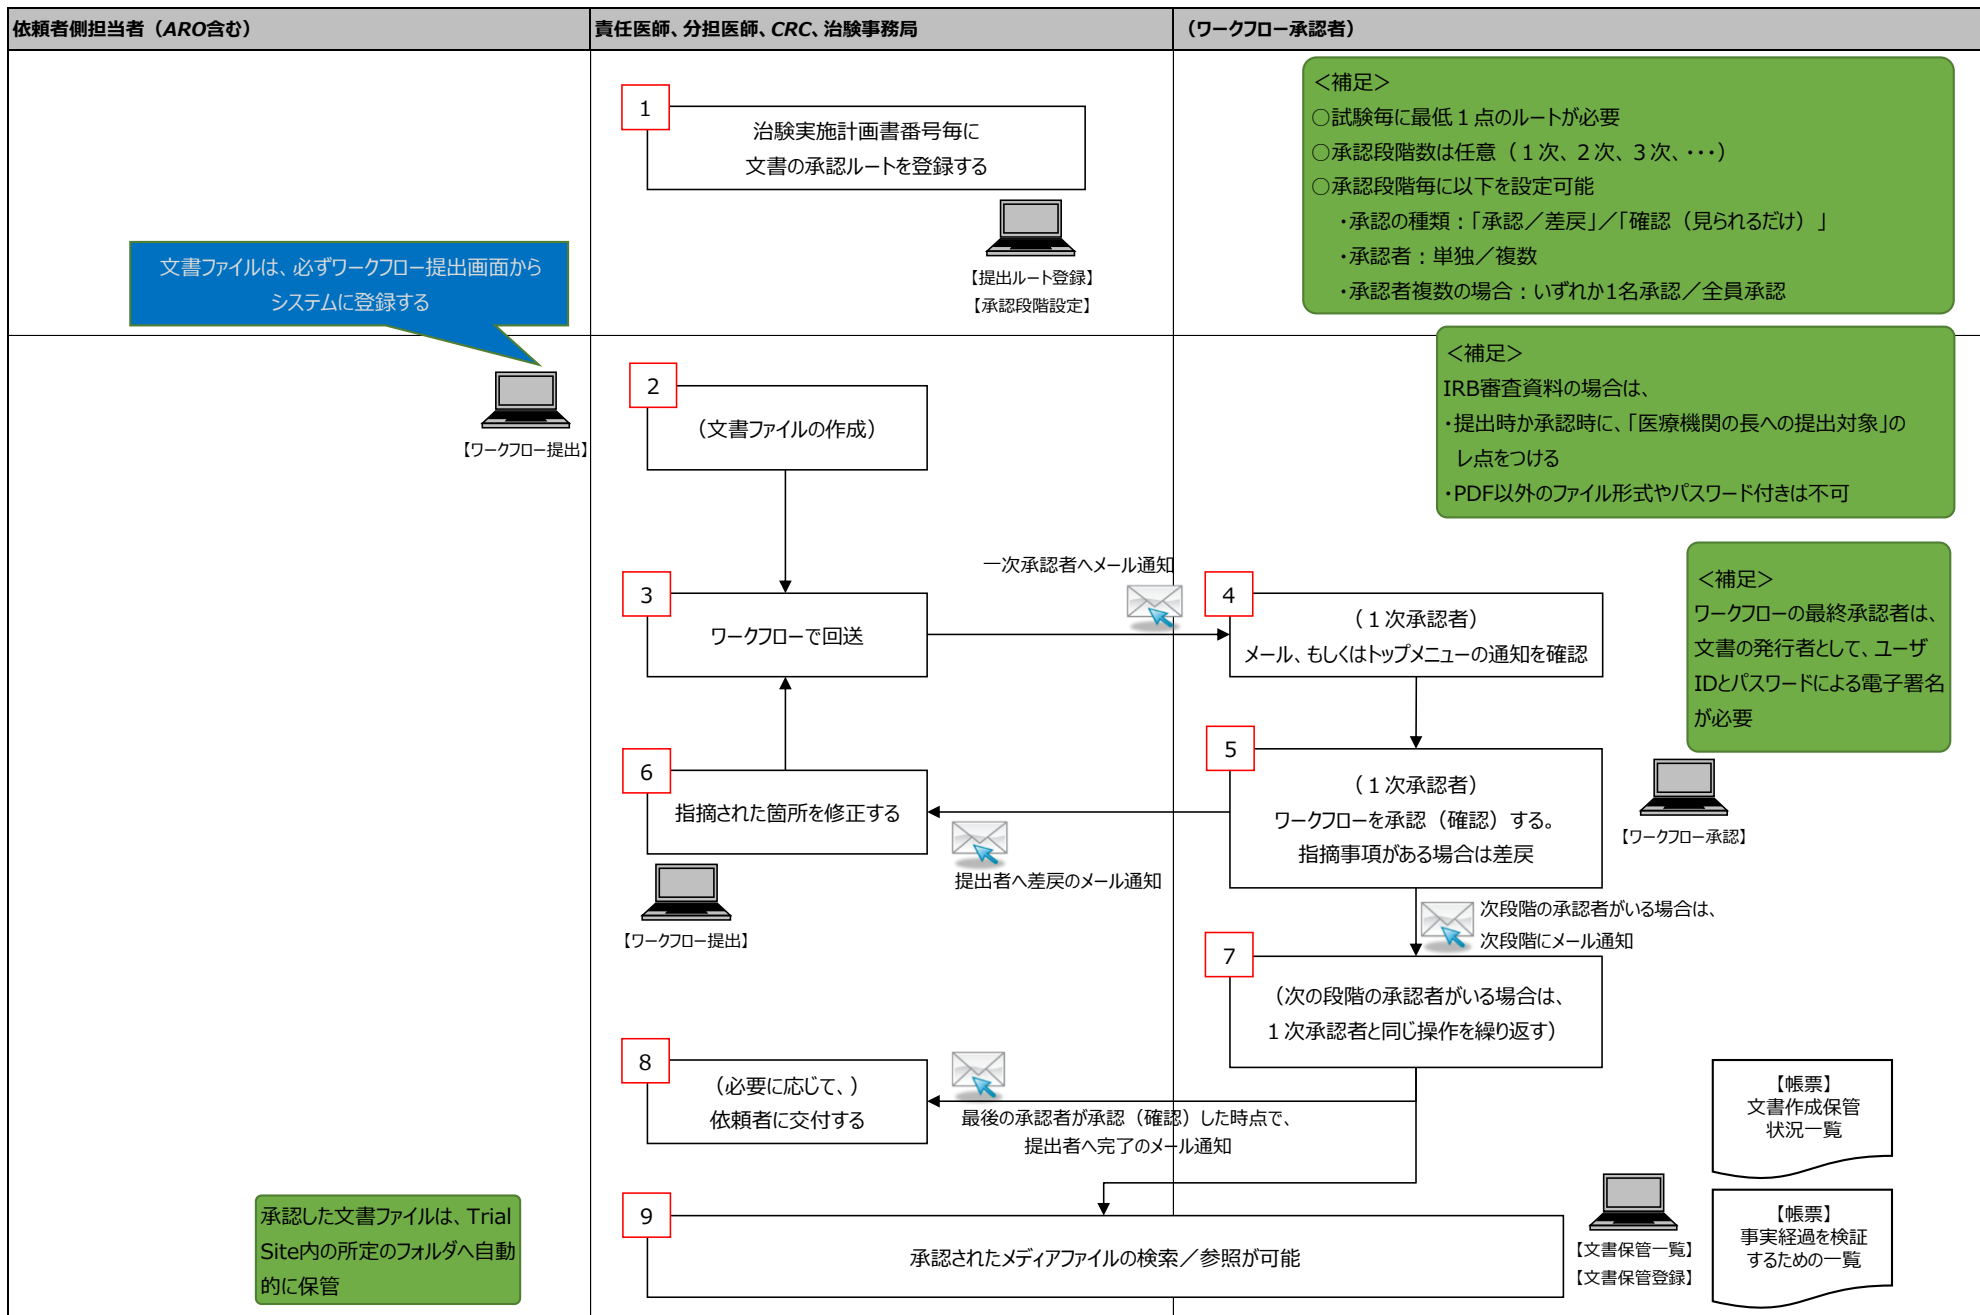 依頼者側担当者（ARO含む）
責任医師、分担医師、CRC、治験事務局
（ワークフロー承認者）
1
治験実施計画書番号毎に
文書の承認ルートを登録する
【提出ルート登録】
【承認段階設定】
＜補足＞
○試験毎に最低１点のルートが必要
○承認段階数は任意（１次、２次、３次、・・・）
○承認段階毎に以下を設定可能
・承認の種類：「承認／差戻」／「確認（見られるだけ）」
・承認者：単独／複数
・承認者複数の場合：いずれか1名承認／全員承認
文書ファイルは、必ずワークフロー提出画面から
システムに登録する
【ワークフロー提出】
2
（文書ファイルの作成）
＜補足＞
IRB審査資料の場合は、
・提出時か承認時に、「医療機関の長への提出対象」の
レ点をつける
・PDF以外のファイル形式やパスワード付きは不可
3
ワークフローで回送
一次承認者へメール通知
4
（１次承認者）
メール、もしくはトップメニューの通知を確認
＜補足＞
ワークフローの最終承認者は、
文書の発行者として、ユーザ
IDとパスワードによる電子署名
が必要
5
（１次承認者）
ワークフローを承認（確認）する。
指摘事項がある場合は差戻
【ワークフロー承認】
6
指摘された箇所を修正する
提出者へ差戻のメール通知
【ワークフロー提出】
次段階の承認者がいる場合は、
次段階にメール通知
7
（次の段階の承認者がいる場合は、
１次承認者と同じ操作を繰り返す）
8
（必要に応じて、）
依頼者に交付する
最後の承認者が承認（確認）した時点で、
提出者へ完了のメール通知
【帳票】
文書作成保管
状況一覧
承認した文書ファイルは、Trial
Site内の所定のフォルダへ自動
的に保管
9
承認されたメディアファイルの検索／参照が可能
【文書保管一覧】
【文書保管登録】
【帳票】
事実経過を検証
するための一覧